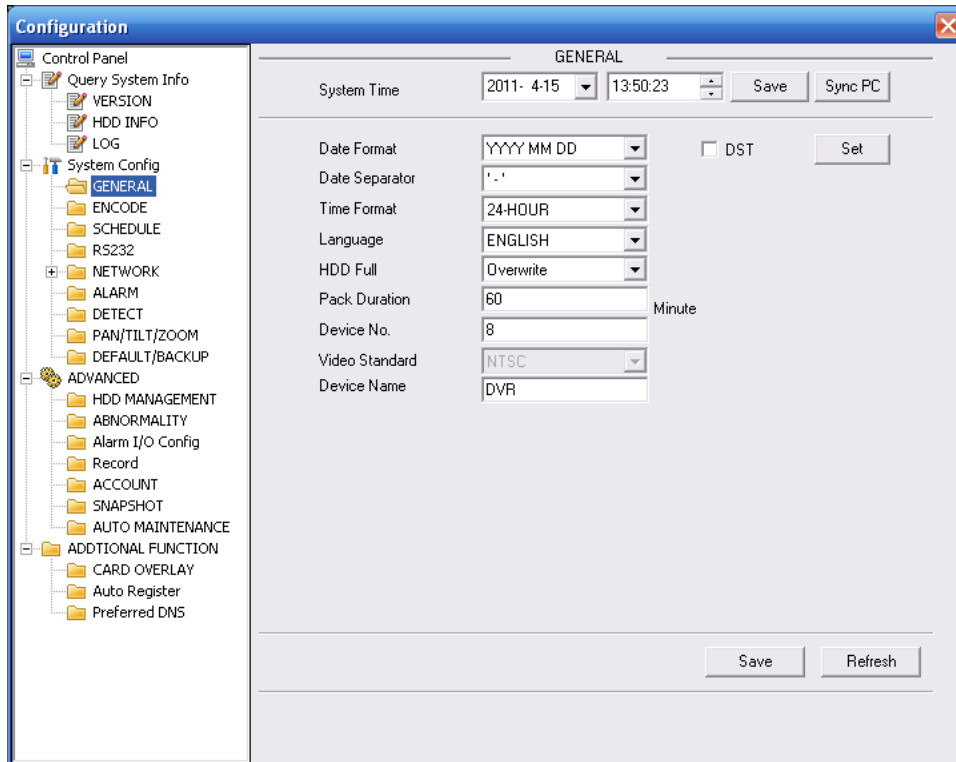 Configuration
Control Panel
Query System Info
VERSION
HDD INFO
LOG
System Config
GENERAL
ENCODE
SCHEDULE
RS232
NETWORK
ALARM
DETECT
PAN/TILT/ZOOM
DEFAULT/BACKUP
ADVANCED
HDD MANAGEMENT
ABNORMALITY
Alarm I/O Config
Record
ACCOUNT
SNAPSHOT
AUTO MAINTENANCE
ADDTIONAL FUNCTION
CARD OVERLAY
Auto Register
Preferred DNS
GENERAL
System Time 2011- 4-15 13:50:23 Save Sync PC
Date Format YYYY MM DD DST Set
Date Separator '-'
Time Format 24-HOUR
Language ENGLISH
HDD Full Overwrite
Pack Duration 60 Minute
Device No. 8
Video Standard NTSC
Device Name DVR
Save Refresh